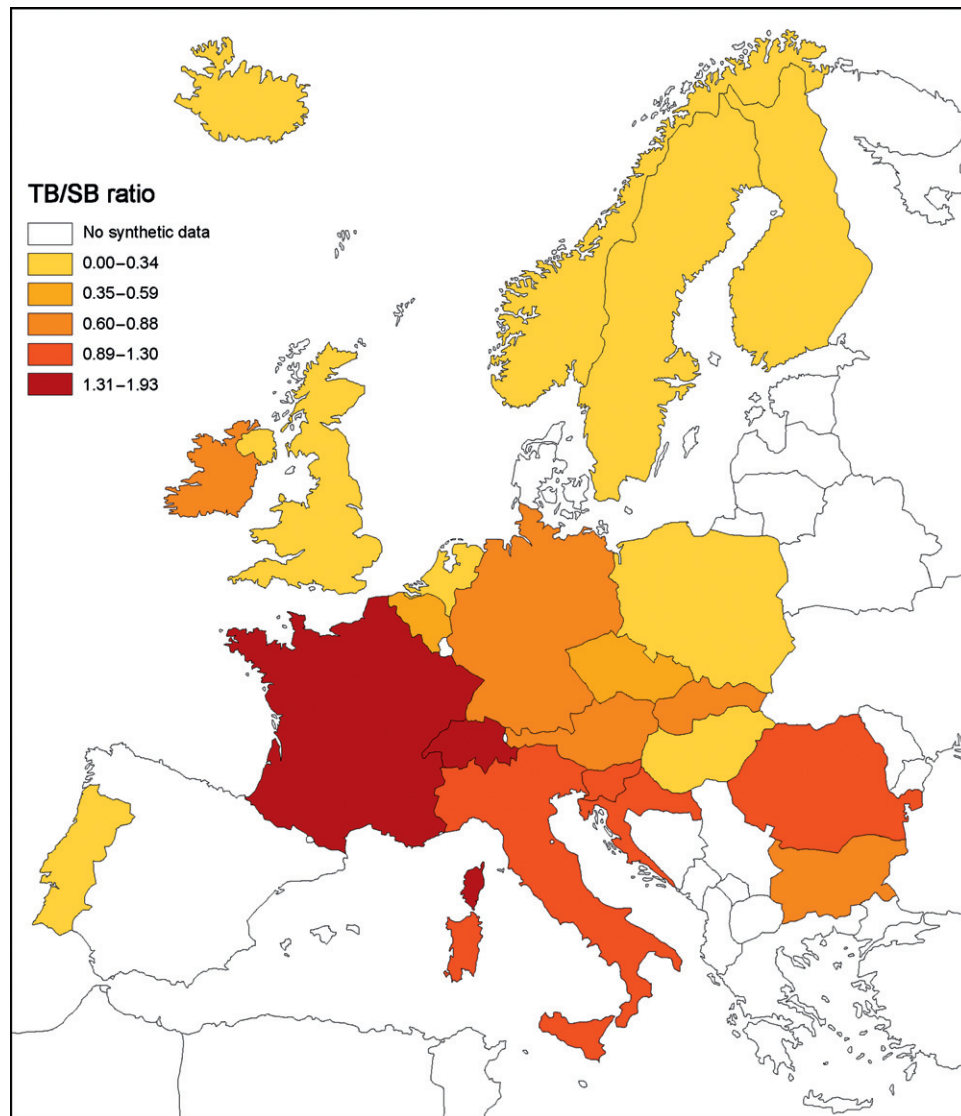 TB/SB ratio
No synthetic data
0.00–0.34
0.35–0.59
0.60–0.88
0.89–1.30
1.31–1.93